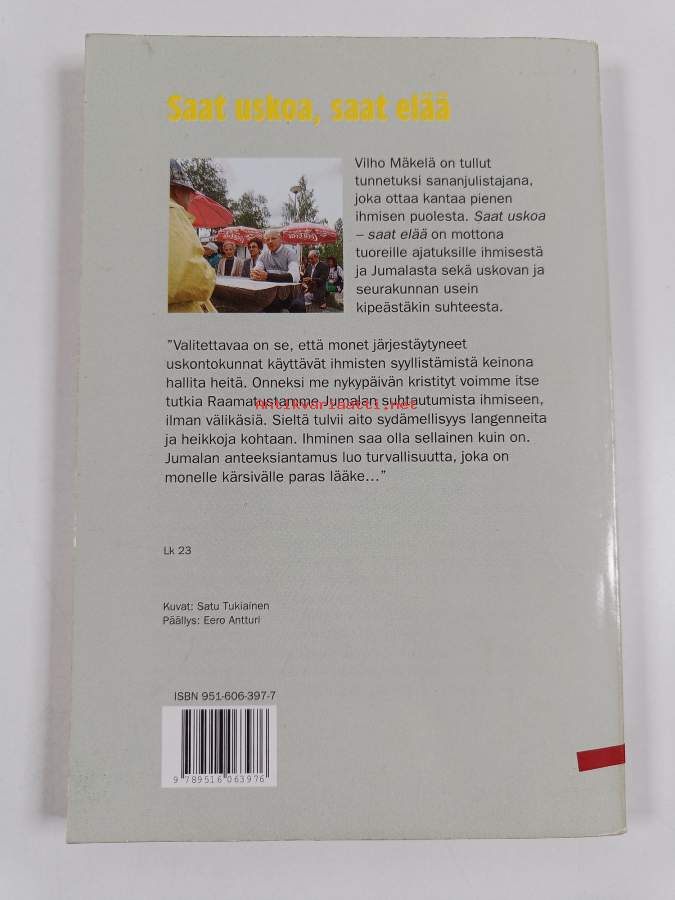 Saat uskoa, saat elää
Vilho Mäkelä on tullut
tunnetuksi sananjulistajana,
joka ottaa kantaa pienen
ihmisen puolesta. Saat uskoa
– saat elää on mottona
tuoreille ajatuksille ihmisestä
ja Jumalasta sekä uskovan ja
seurakunnan usein
kipeästäkin suhteesta.
”Valitettavaa on se, että monet järjestäytyneet
uskontokunnat käyttävät ihmisten syyllistämistä keinona
hallita heitä. Onneksi me nykypäivän kristityt voimme itse
tutkia Raamatustamme Jumalan suhtautumista ihmiseen,
Antikvariaatti.net
ilman välikäsiä. Sieltä tulvii aito sydämellisyys langenneita
ja heikkoja kohtaan. Ihminen saa olla sellainen kuin on.
Jumalan anteeksiantamus luo turvallisuutta, joka on
monelle kärsivälle paras lääke...”
Lk 23
Kuvat: Satu Tukiainen
Päällys: Eero Antturi
ISBN 951-606-397-7
9 789516 063976